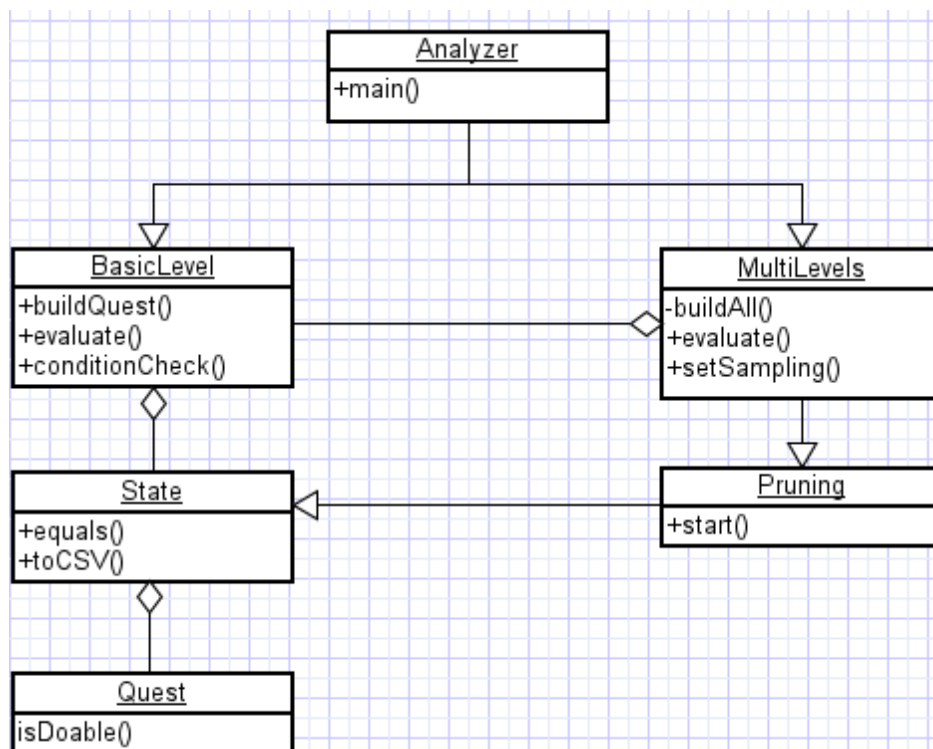 Analyzer
+main()
BasicLevel
+buildQuest()
+evaluate()
+conditionCheck()
MultiLevels
-buildAll()
+evaluate()
+setSampling()
State
+equals()
+toCSV()
Pruning
+start()
Quest
isDoable()